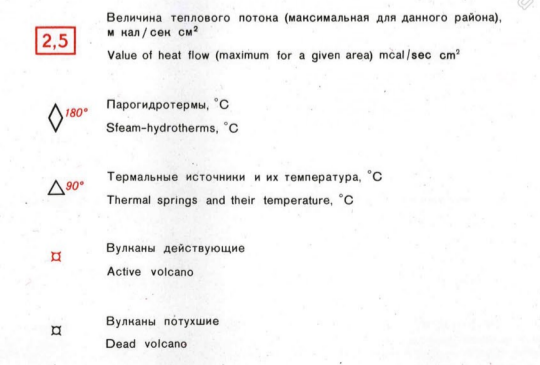 Величина теплового потока (максимальная для данного района),
м кал/сек см²
2,5
Value of heat flow (maximum for a given area) mcal/sec cm²
180°
Парогидротермы, °C
Sfeam-hydrotherms, °C
90°
Термальные источники и их температура, °C
Thermal springs and their temperature, °C
Вулканы действующие
Active volcano
Вулканы потухшие
Dead volcano